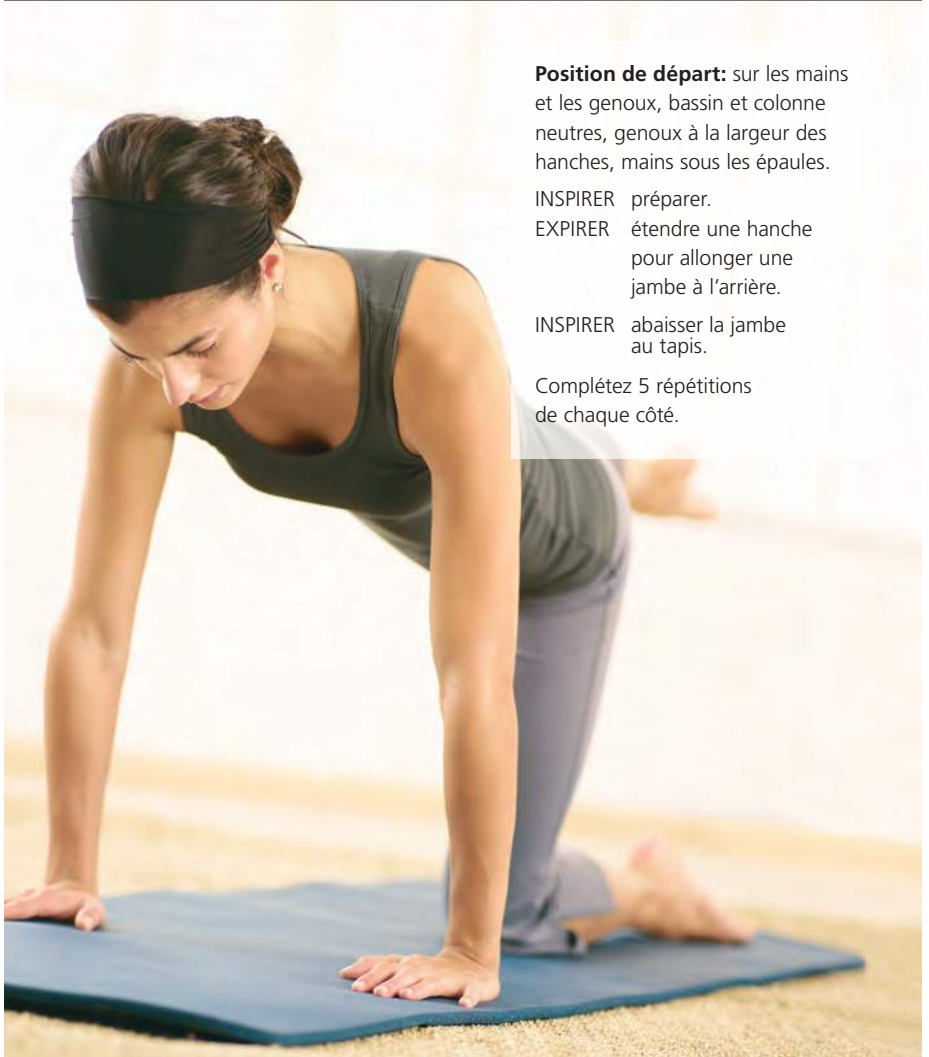 Position de départ: sur les mains
et les genoux, bassin et colonne
neutres, genoux à la largeur des
hanches, mains sous les épaules.
INSPIRER préparer.
EXPIRER étendre une hanche
pour allonger une
jambe à l’arrière.
INSPIRER abaisser la jambe
au tapis.
Complétez 5 répétitions
de chaque côté.